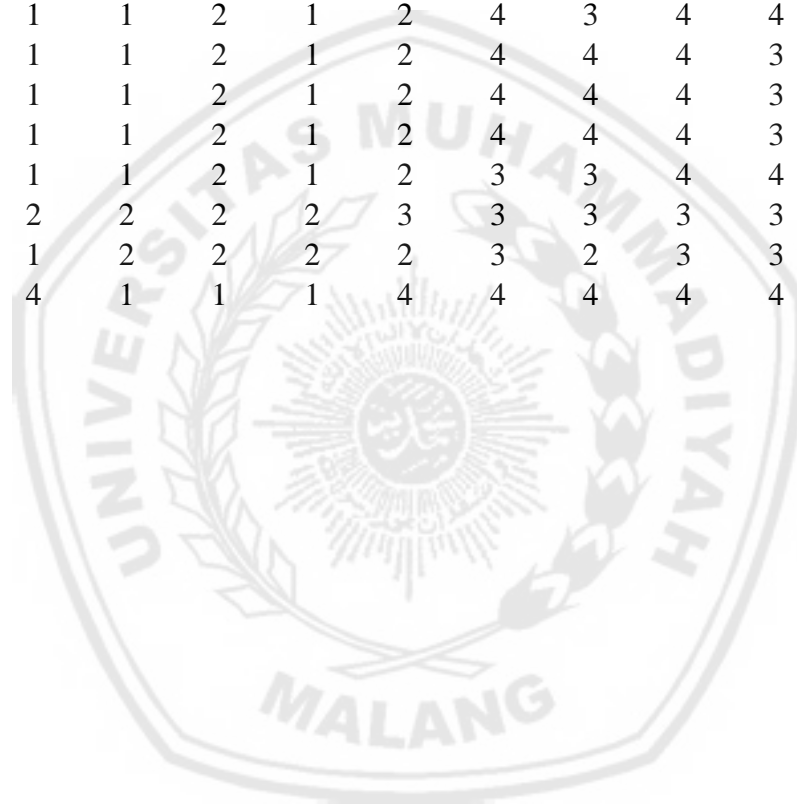 1 1 2 1 2 4 3 4 4
1 1 2 1 2 4 4 4 3
1 1 2 1 2 4 4 4 3
1 1 2 1 2 4 4 4 3
1 1 2 1 2 3 3 4 4
2 2 2 2 3 3 3 3 3
1 2 2 2 2 3 2 3 3
4 1 1 1 4 4 4 4 4
UNIVERSITAS MUHAMMADIYAH
MALANG